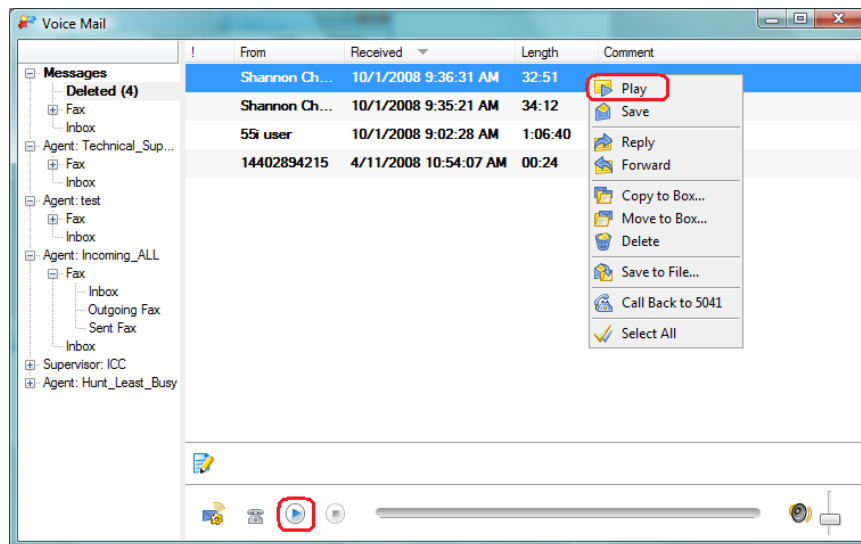 Voice Mail
! From Received Length Comment
Messages
Deleted (4)
Fax
Inbox
Agent: Technical_Sup...
Fax
Inbox
Agent: test
Fax
Inbox
Agent: Incoming_ALL
Fax
Inbox
Outgoing Fax
Sent Fax
Inbox
Supervisor: ICC
Agent: Hunt_Least_Busy
Shannon Ch... 10/1/2008 9:36:31 AM 32:51
Shannon Ch... 10/1/2008 9:35:21 AM 34:12
55i user 10/1/2008 9:02:28 AM 1:06:40
14402894215 4/11/2008 10:54:07 AM 00:24
Play
Save
Reply
Forward
Copy to Box...
Move to Box...
Delete
Save to File...
Call Back to 5041
Select All